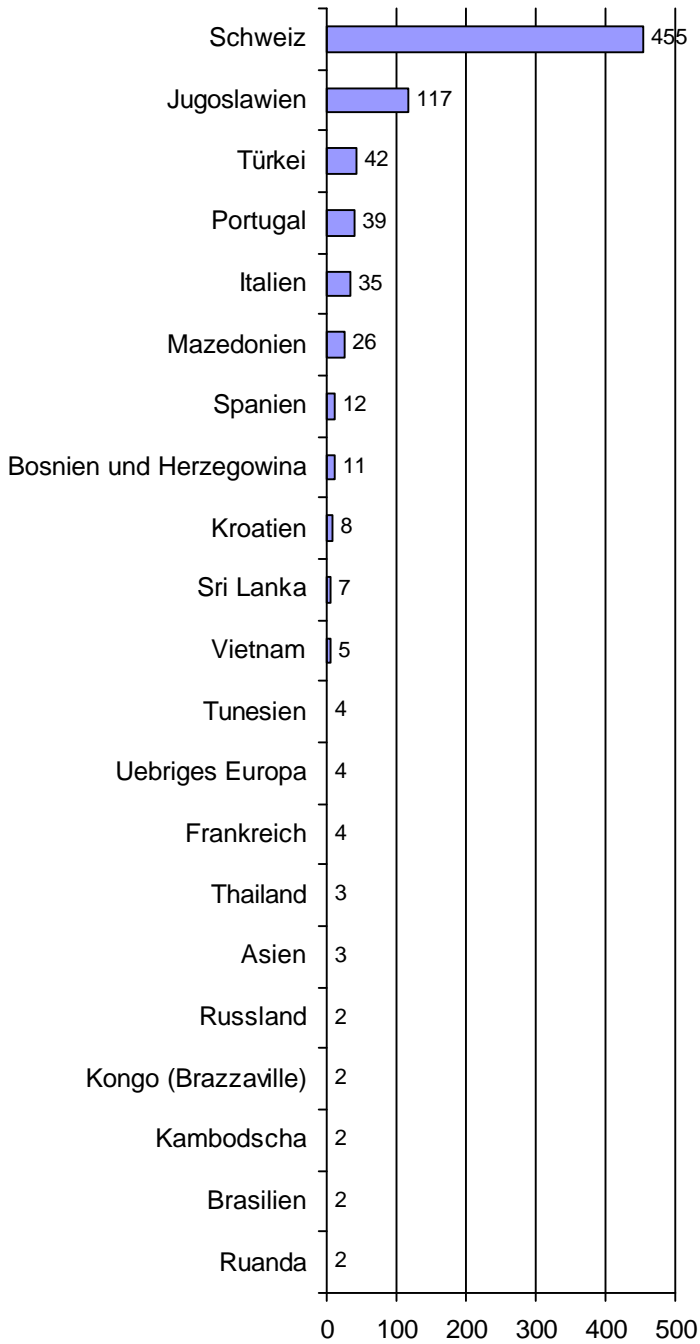 Schweiz 455
Jugoslawien 117
Türkei 42
Portugal 39
Italien 35
Mazedonien 26
Spanien 12
Bosnien und Herzegowina 11
Kroatien 8
Sri Lanka 7
Vietnam 5
Tunesien 4
Uebriges Europa 4
Frankreich 4
Thailand 3
Asien 3
Russland 2
Kongo (Brazzaville) 2
Kambodscha 2
Brasilien 2
Ruanda 2
0 100 200 300 400 500